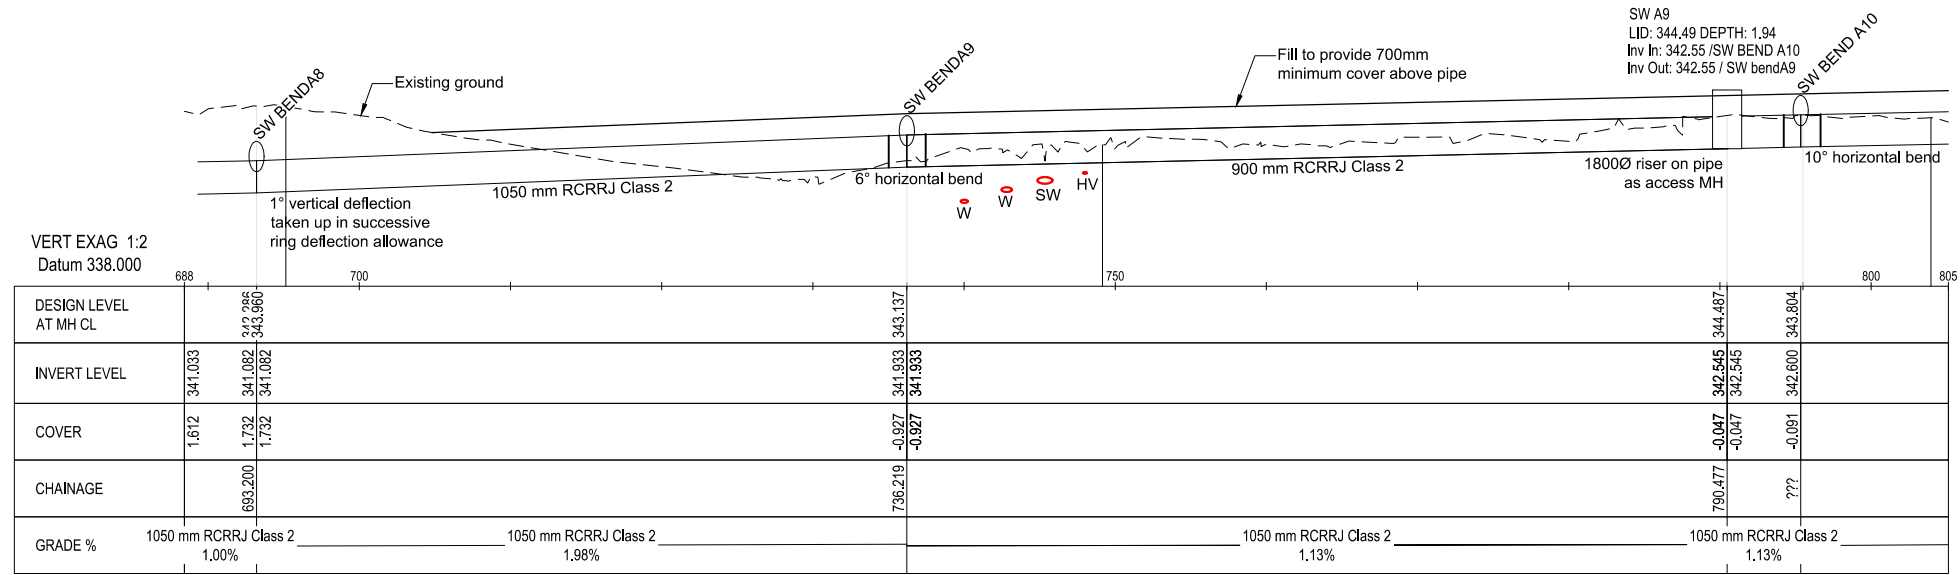 SW A9
LID: 344.49 DEPTH: 1.94
Inv In: 342.55 /SW BEND A10
Inv Out: 342.55 / SW bendA9
SW BENDA8
Existing ground
SW BENDA9
Fill to provide 700mm
minimum cover above pipe
SW BEND A10
1050 mm RCRRJ Class 2
6° horizontal bend
900 mm RCRRJ Class 2
1800Ø riser on pipe
as access MH
10° horizontal bend
1° vertical deflection
taken up in successive
ring deflection allowance
W
W
SW
HV
VERT EXAG 1:2
Datum 338.000
688
700
750
800
805
DESIGN LEVEL
AT MH CL
343.960
343.137
344.487
343.804
INVERT LEVEL
341.033
341.082
341.082
341.933
341.933
342.545
342.545
342.600
COVER
1.612
1.732
1.732
-0.927
-0.927
-0.047
-0.047
-0.091
CHAINAGE
693.200
736.219
790.477
???
GRADE %
1050 mm RCRRJ Class 2
1.00%
1050 mm RCRRJ Class 2
1.98%
1050 mm RCRRJ Class 2
1.13%
1050 mm RCRRJ Class 2
1.13%